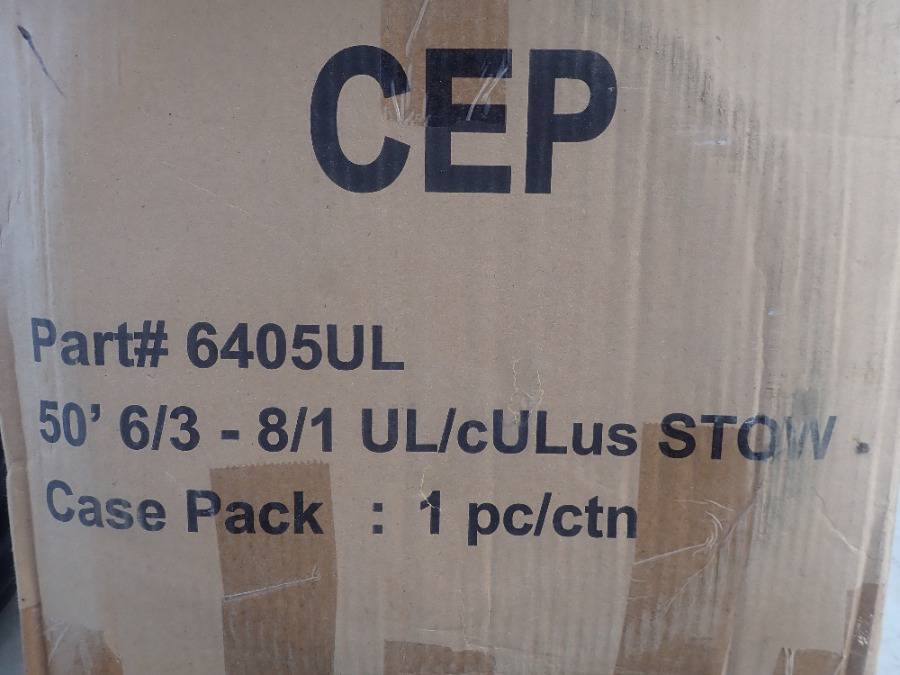 CEP
Part# 6405UL
50' 6/3 - 8/1 UL/cULus STOW
Case Pack : 1 pc/ctn